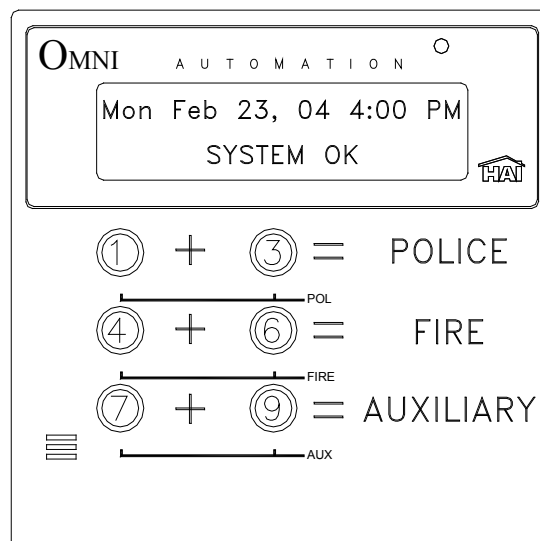 OMNI AUTOMATION
Mon Feb 23, 04 4:00 PM
SYSTEM OK
HAI
1 + 3 = POLICE
POL
4 + 6 = FIRE
FIRE
7 + 9 = AUXILIARY
AUX